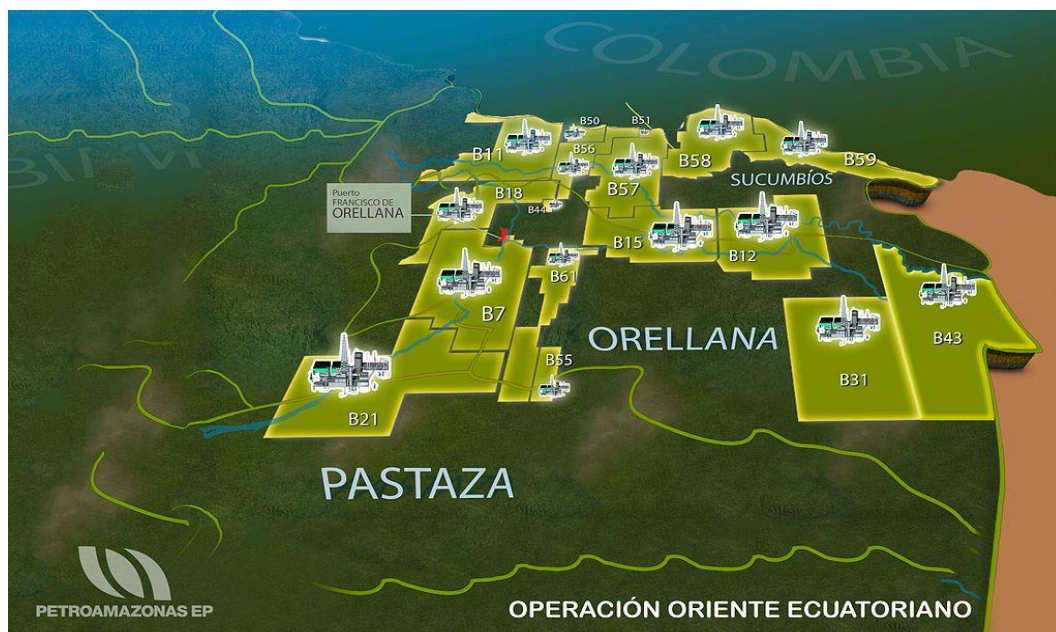 COLOMBIA
B50
B51
B11
B56
B58
B59
B57
SUCUMBÍOS
B18
Puerto
FRANCISCO DE
ORELLANA
B44
B15
B12
B61
B7
ORELLANA
B43
B55
B31
B21
PASTAZA
PETROAMAZONAS EP
OPERACIÓN ORIENTE ECUATORIANO